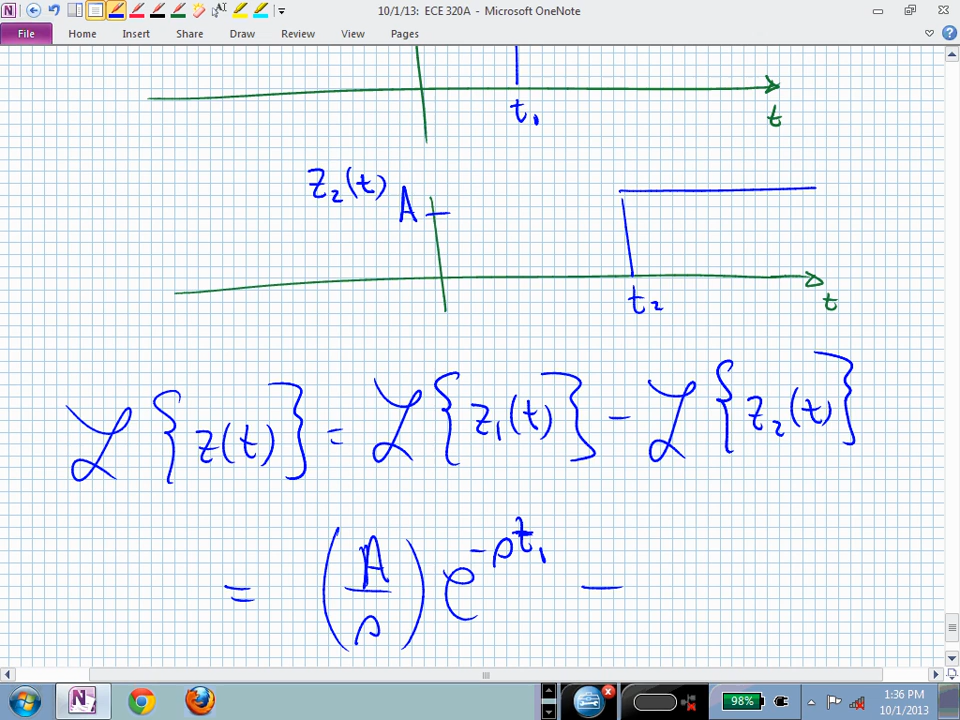 10/1/13: ECE 320A - Microsoft OneNote
File Home Insert Share Draw Review View Pages
t₁
t
z₂(t) A
t₂
t
ℒ{z(t)} = ℒ{z₁(t)} - ℒ{z₂(t)}
= (A/s) e^(-st₁) -
98%
1:36 PM
10/1/2013